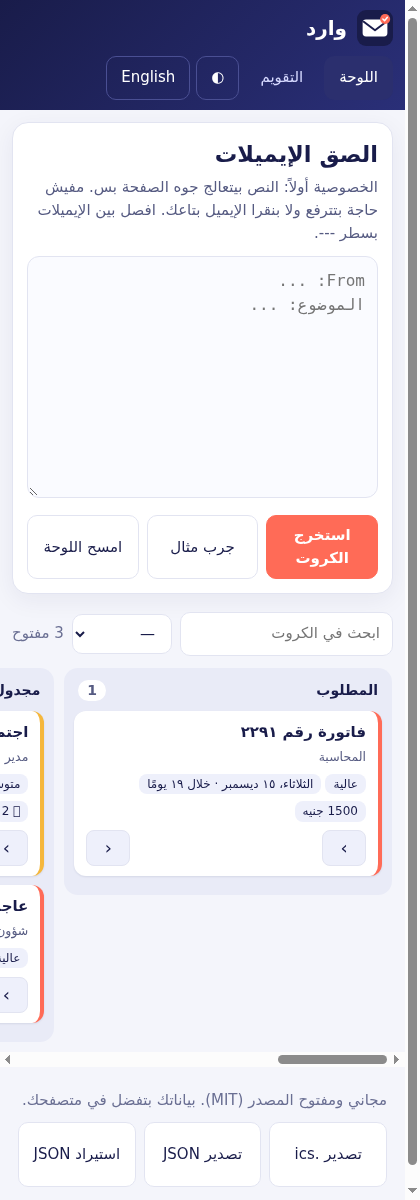 وارد
اللوحة
التقويم
English
الصق الإيميلات
الخصوصية أولاً: النص بيتعالج جوه الصفحة بس. مفيش
حاجة بتترفع ولا بنقرا الإيميل بتاعك. افصل بين الإيميلات
بسطر ---.
From: ...
الموضوع: ...
استخرج
الكروت
جرب مثال
امسح اللوحة
ابحث في الكروت
—
3 مفتوح
المطلوب
1
فاتورة رقم ٢٢٩١
المحاسبة
عالية
الثلاثاء، ١٥ ديسمبر · خلال ١٩ يومًا
1500 جنيه
مدير
2
مجاني ومفتوح المصدر (MIT). بياناتك بتفضل في متصفحك.
تصدير .ics
تصدير JSON
استيراد JSON